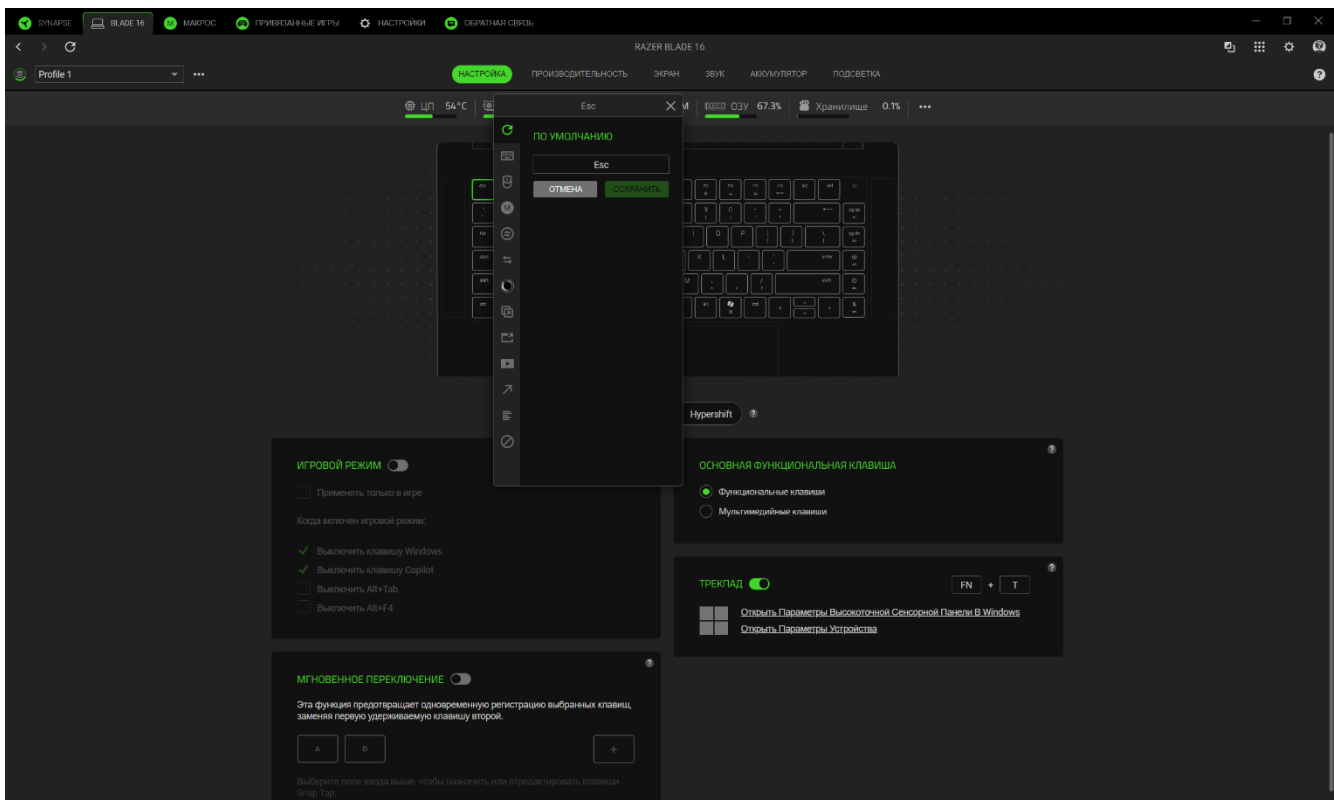 SYNAPSE BLADE 16 МАКРОС ПРИВЯЗАННЫЕ ИГРЫ НАСТРОЙКИ ОБРАТНАЯ СВЯЗЬ
RAZER BLADE 16
Profile 1
НАСТРОЙКА ПРОИЗВОДИТЕЛЬНОСТЬ ЭКРАН ЗВУК АККУМУЛЯТОР ПОДСВЕТКА
ЦП 54°C ОЗУ 67.3% Хранилище 0.1%
Esc
ПО УМОЛЧАНИЮ
Esc
ОТМЕНА СОХРАНИТЬ
Hypershift
ИГРОВОЙ РЕЖИМ
Применять только в игре
Когда включен игровой режим:
Выключить клавишу Windows
Выключить клавишу Copilot
Выключить Alt+Tab
Выключить Alt+F4
ОСНОВНАЯ ФУНКЦИОНАЛЬНАЯ КЛАВИША
Функциональные клавиши
Мультимедийные клавиши
ТРЕКПАД FN + T
Открыть Параметры Высокоточной Сенсорной Панели В Windows
Открыть Параметры Устройства
МГНОВЕННОЕ ПЕРЕКЛЮЧЕНИЕ
Эта функция предотвращает одновременную регистрацию выбранных клавиш,
заменяя первую удерживаемую клавишу второй.
A D +
Выберите поле ввода выше, чтобы назначить или отредактировать клавиши
Snap Tap.